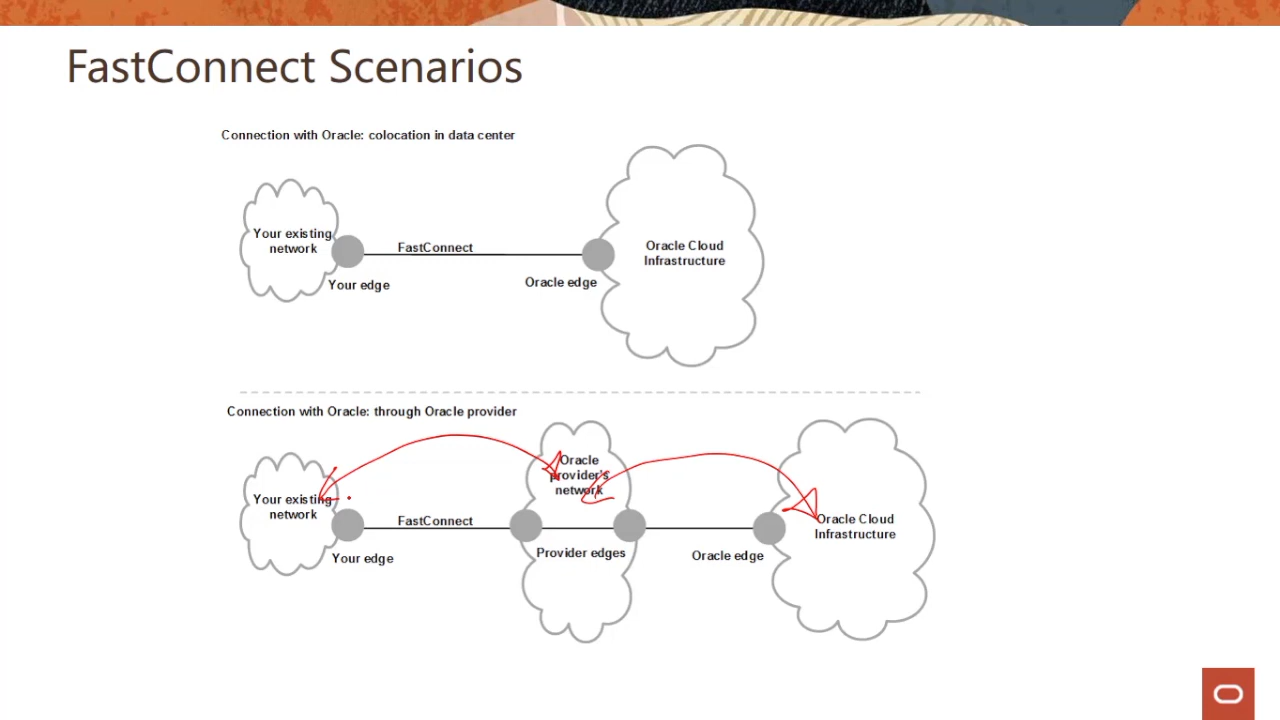 FastConnect Scenarios
Connection with Oracle: colocation in data center
Your existing
network
FastConnect
Your edge
Oracle edge
Oracle Cloud
Infrastructure
Connection with Oracle: through Oracle provider
Your existing
network
FastConnect
Your edge
Oracle
provider's
network
Provider edges
Oracle edge
Oracle Cloud
Infrastructure